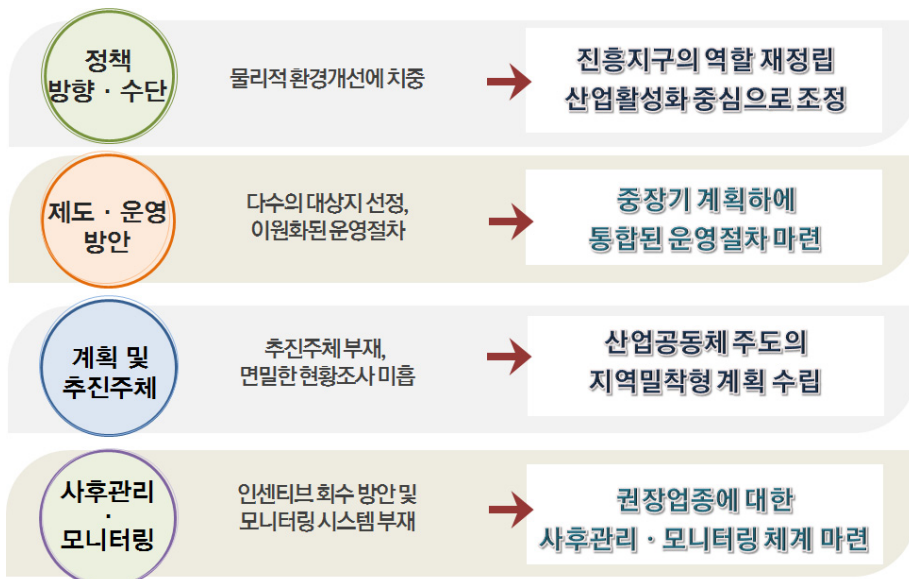 정책
방향 · 수단
물리적 환경개선에 치중
진흥지구의 역할 재정립
산업활성화 중심으로 조정
제도 · 운영
방안
다수의 대상지 선정,
이원화된 운영절차
중장기 계획하에
통합된 운영절차 마련
계획 및
추진주체
추진주체 부재,
면밀한 현황조사 미흡
산업공동체 주도의
지역밀착형 계획 수립
사후관리
·
모니터링
인센티브 회수 방안 및
모니터링 시스템 부재
권장업종에 대한
사후관리 · 모니터링 체계 마련